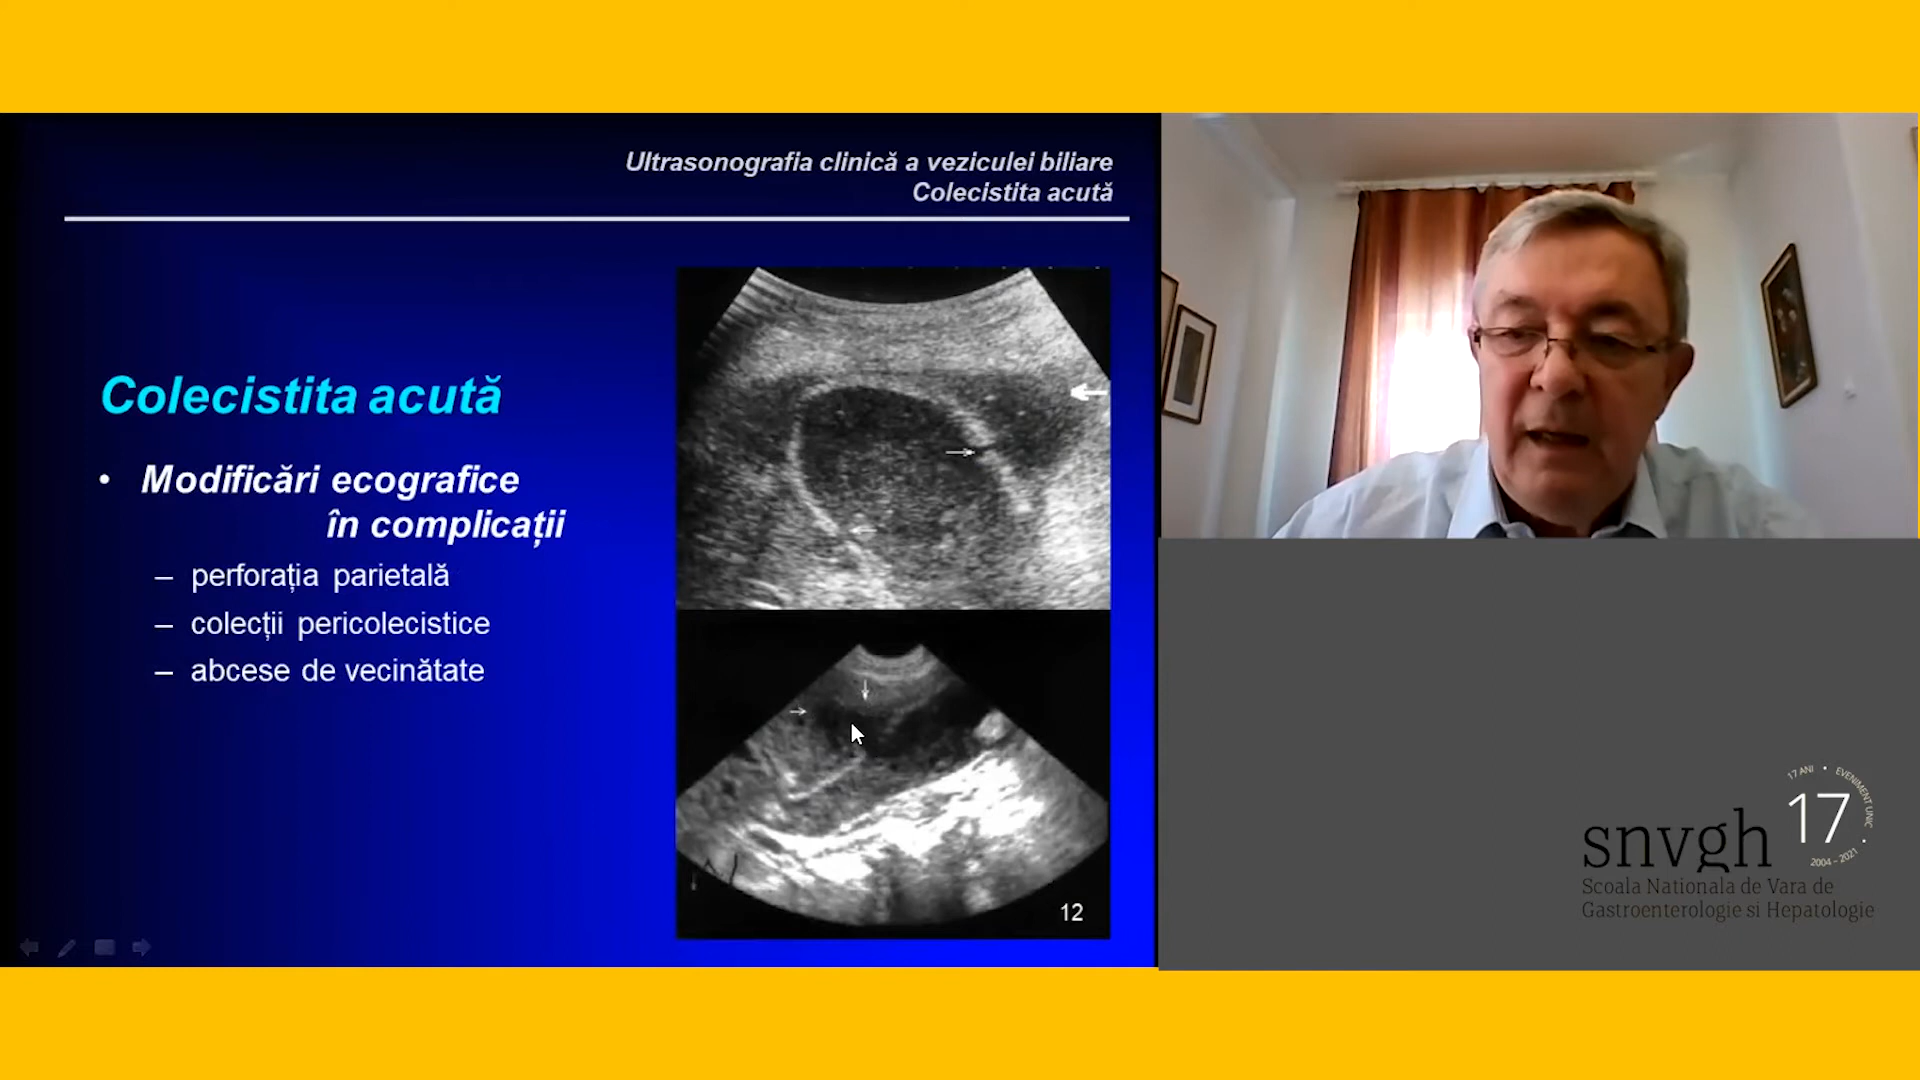 Ultrasonografia clinică a veziculei biliare
Colecistita acută
Colecistita acută
• Modificări ecografice
în complicații
– perforația parietală
– colecții pericolecistice
– abcese de vecinătate
12
17 ANI • EVENIMENT UNIC •
17
2004 - 2021
snvgh
Scoala Nationala de Vara de
Gastroenterologie si Hepatologie